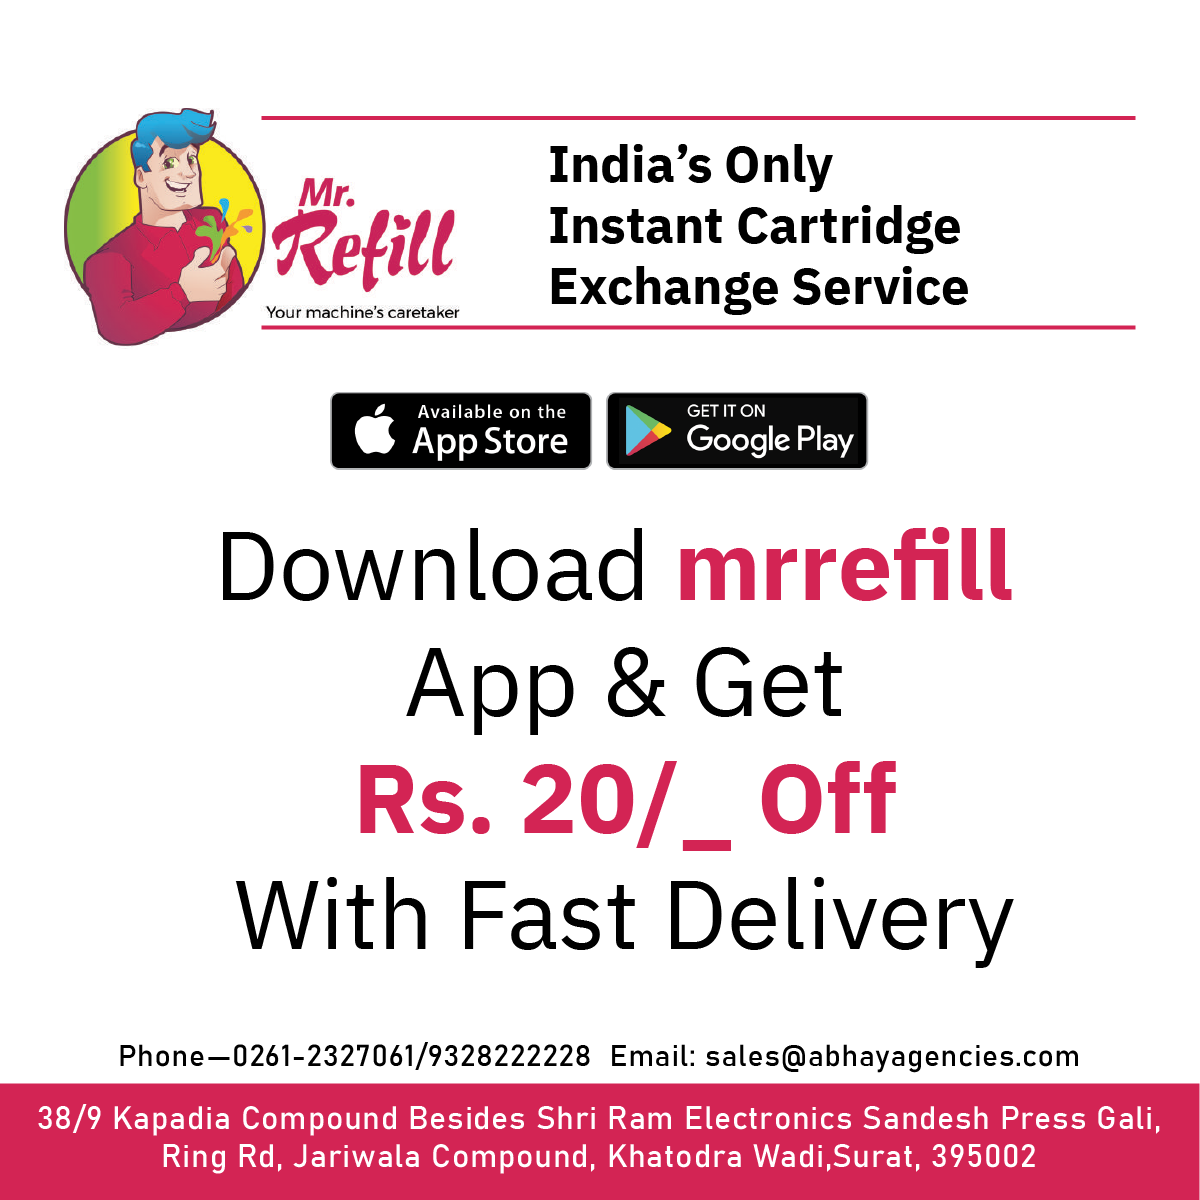 Mr.
Refill
Your machine's caretaker
India's Only
Instant Cartridge
Exchange Service
Available on the
App Store
GET IT ON
Google Play
Download mrrefill
App & Get
Rs. 20/_ Off
With Fast Delivery
Phone—0261-2327061/9328222228 Email: sales@abhayagencies.com
38/9 Kapadia Compound Besides Shri Ram Electronics Sandesh Press Gali,
Ring Rd, Jariwala Compound, Khatodra Wadi,Surat, 395002